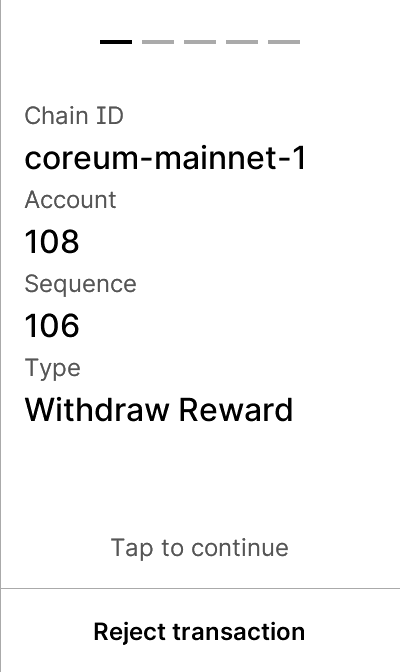 Chain ID
coreum-mainnet-1
Account
108
Sequence
106
Type
Withdraw Reward
Tap to continue
Reject transaction